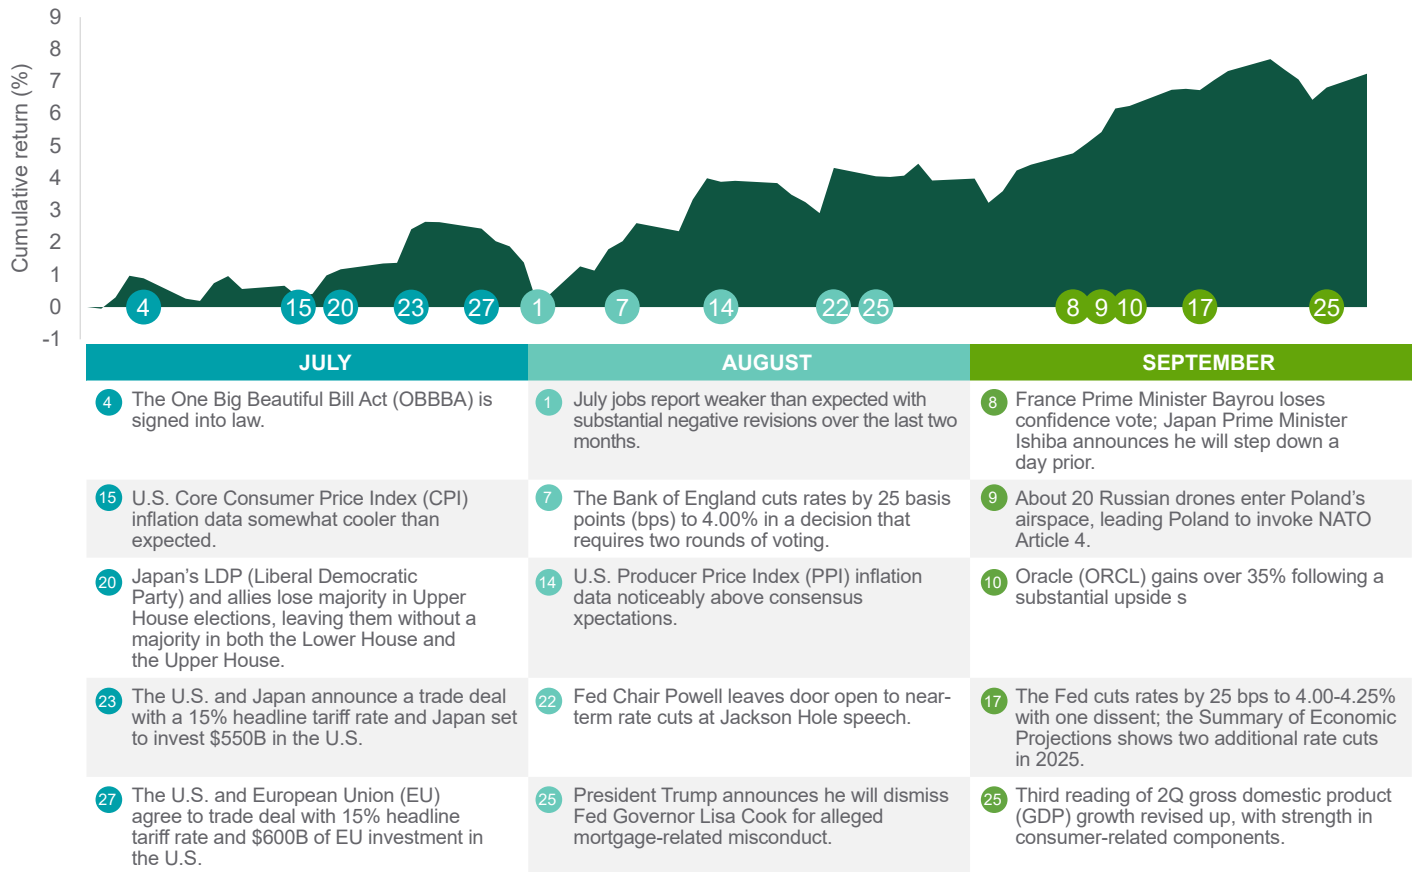 Cumulative return (%)
9
8
7
6
5
4
3
2
1
0
-1
4
15
20
23
27
1
7
14
22
25
8
9
10
17
25
JULY
4
The One Big Beautiful Bill Act (OBBBA) is
signed into law.
15
U.S. Core Consumer Price Index (CPI)
inflation data somewhat cooler than
expected.
20
Japan's LDP (Liberal Democratic
Party) and allies lose majority in Upper
House elections, leaving them without a
majority in both the Lower House and
the Upper House.
23
The U.S. and Japan announce a trade deal
with a 15% headline tariff rate and Japan set
to invest $550B in the U.S.
27
The U.S. and European Union (EU)
agree to trade deal with 15% headline
tariff rate and $600B of EU investment in
the U.S.
AUGUST
1
July jobs report weaker than expected with
substantial negative revisions over the last two
months.
7
The Bank of England cuts rates by 25 basis
points (bps) to 4.00% in a decision that
requires two rounds of voting.
14
U.S. Producer Price Index (PPI) inflation
data noticeably above consensus
xpectations.
22
Fed Chair Powell leaves door open to near-
term rate cuts at Jackson Hole speech.
25
President Trump announces he will dismiss
Fed Governor Lisa Cook for alleged
mortgage-related misconduct.
SEPTEMBER
8
France Prime Minister Bayrou loses
confidence vote; Japan Prime Minister
Ishiba announces he will step down a
day prior.
9
About 20 Russian drones enter Poland's
airspace, leading Poland to invoke NATO
Article 4.
10
Oracle (ORCL) gains over 35% following a
substantial upside s
17
The Fed cuts rates by 25 bps to 4.00-4.25%
with one dissent; the Summary of Economic
Projections shows two additional rate cuts
in 2025.
25
Third reading of 2Q gross domestic product
(GDP) growth revised up, with strength in
consumer-related components.